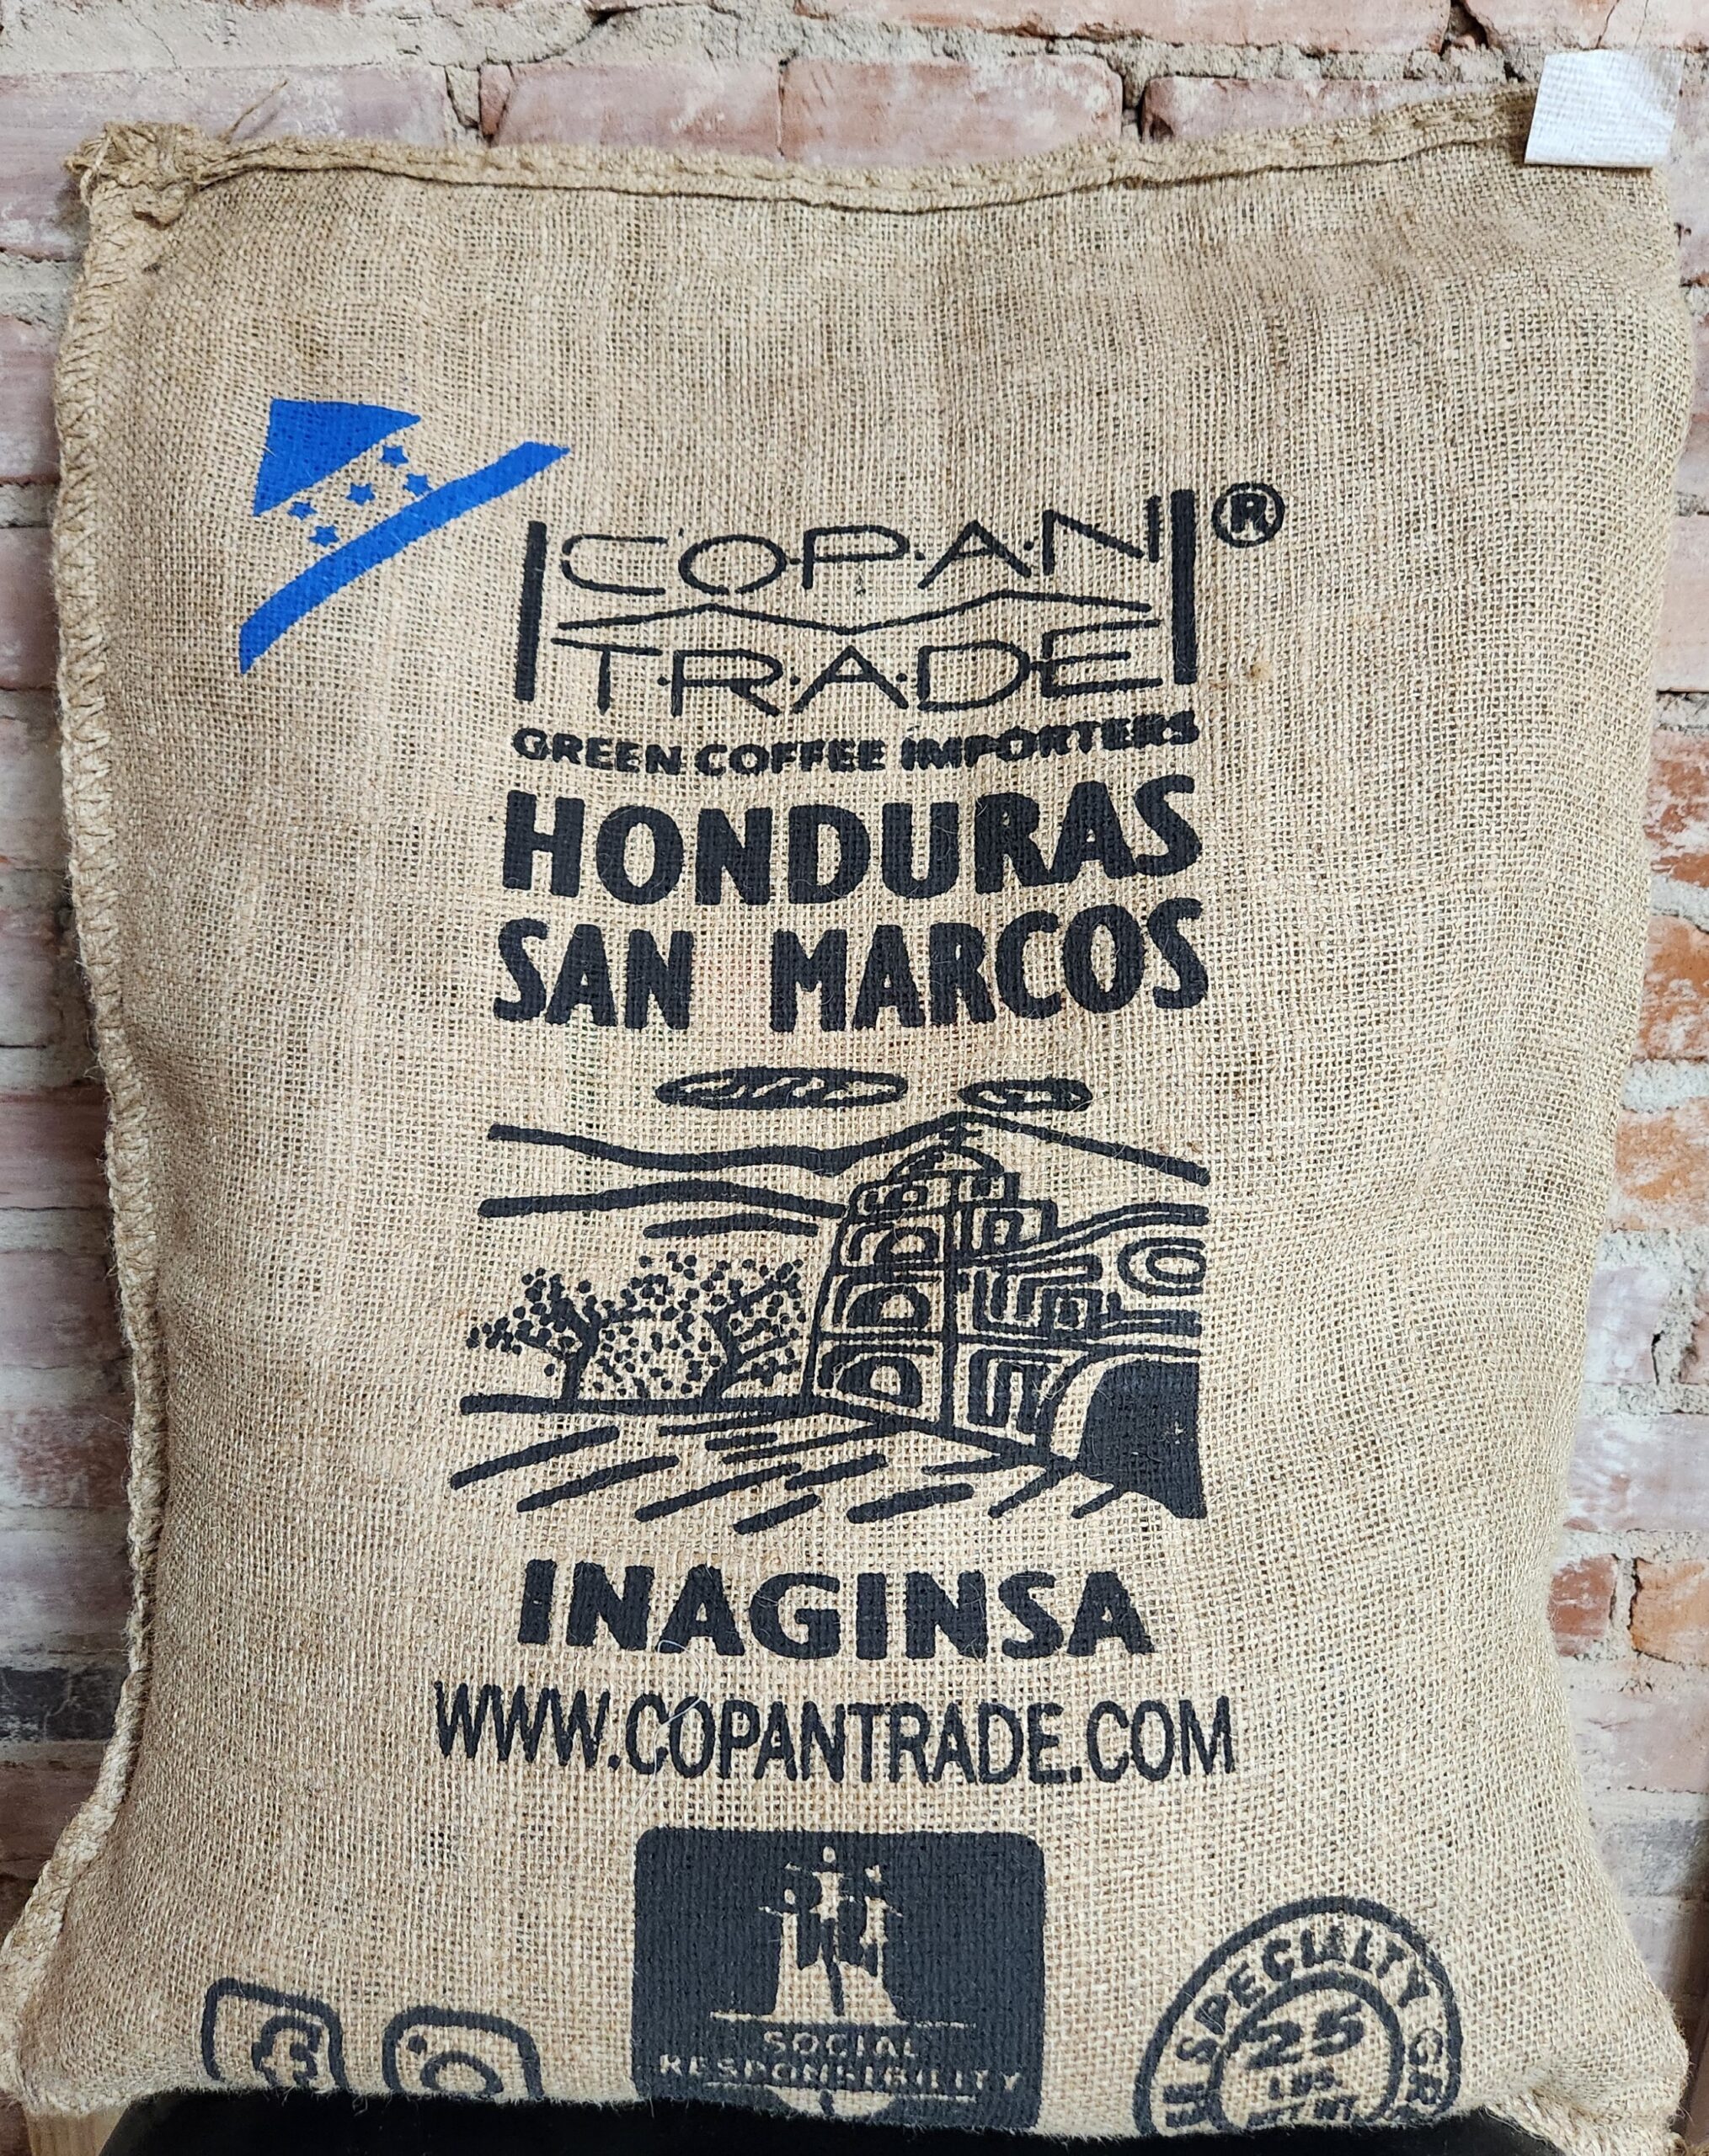 COPAN ®
TRADE
GREEN COFFEE IMPORTERS
HONDURAS
SAN MARCOS
INAGINSA
WWW.COPANTRADE.COM
SOCIAL
RESPONSIBILITY
SPECIALTY
25
LBS.